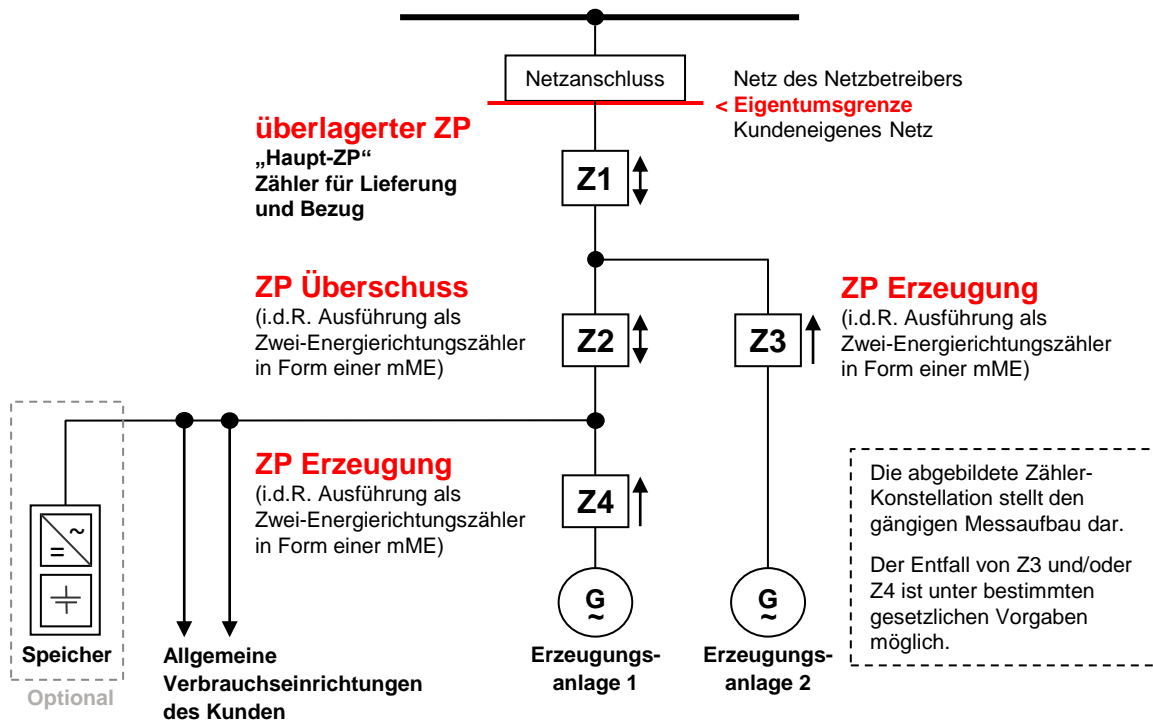 Netzanschluss
Netz des Netzbetreibers
< Eigentumsgrenze
Kundeneigenes Netz
überlagerter ZP
„Haupt-ZP“
Zähler für Lieferung
und Bezug
Z1
ZP Überschuss
(i.d.R. Ausführung als
Zwei-Energierichtungszähler
in Form einer mME)
Z2
Z3
ZP Erzeugung
(i.d.R. Ausführung als
Zwei-Energierichtungszähler
in Form einer mME)
ZP Erzeugung
(i.d.R. Ausführung als
Zwei-Energierichtungszähler
in Form einer mME)
Z4
Die abgebildete Zähler-
Konstellation stellt den
gängigen Messaufbau dar.
Der Entfall von Z3 und/oder
Z4 ist unter bestimmten
gesetzlichen Vorgaben
möglich.
~
=
G
~
G
~
Speicher
Optional
Allgemeine
Verbrauchseinrichtungen
des Kunden
Erzeugungs-
anlage 1
Erzeugungs-
anlage 2